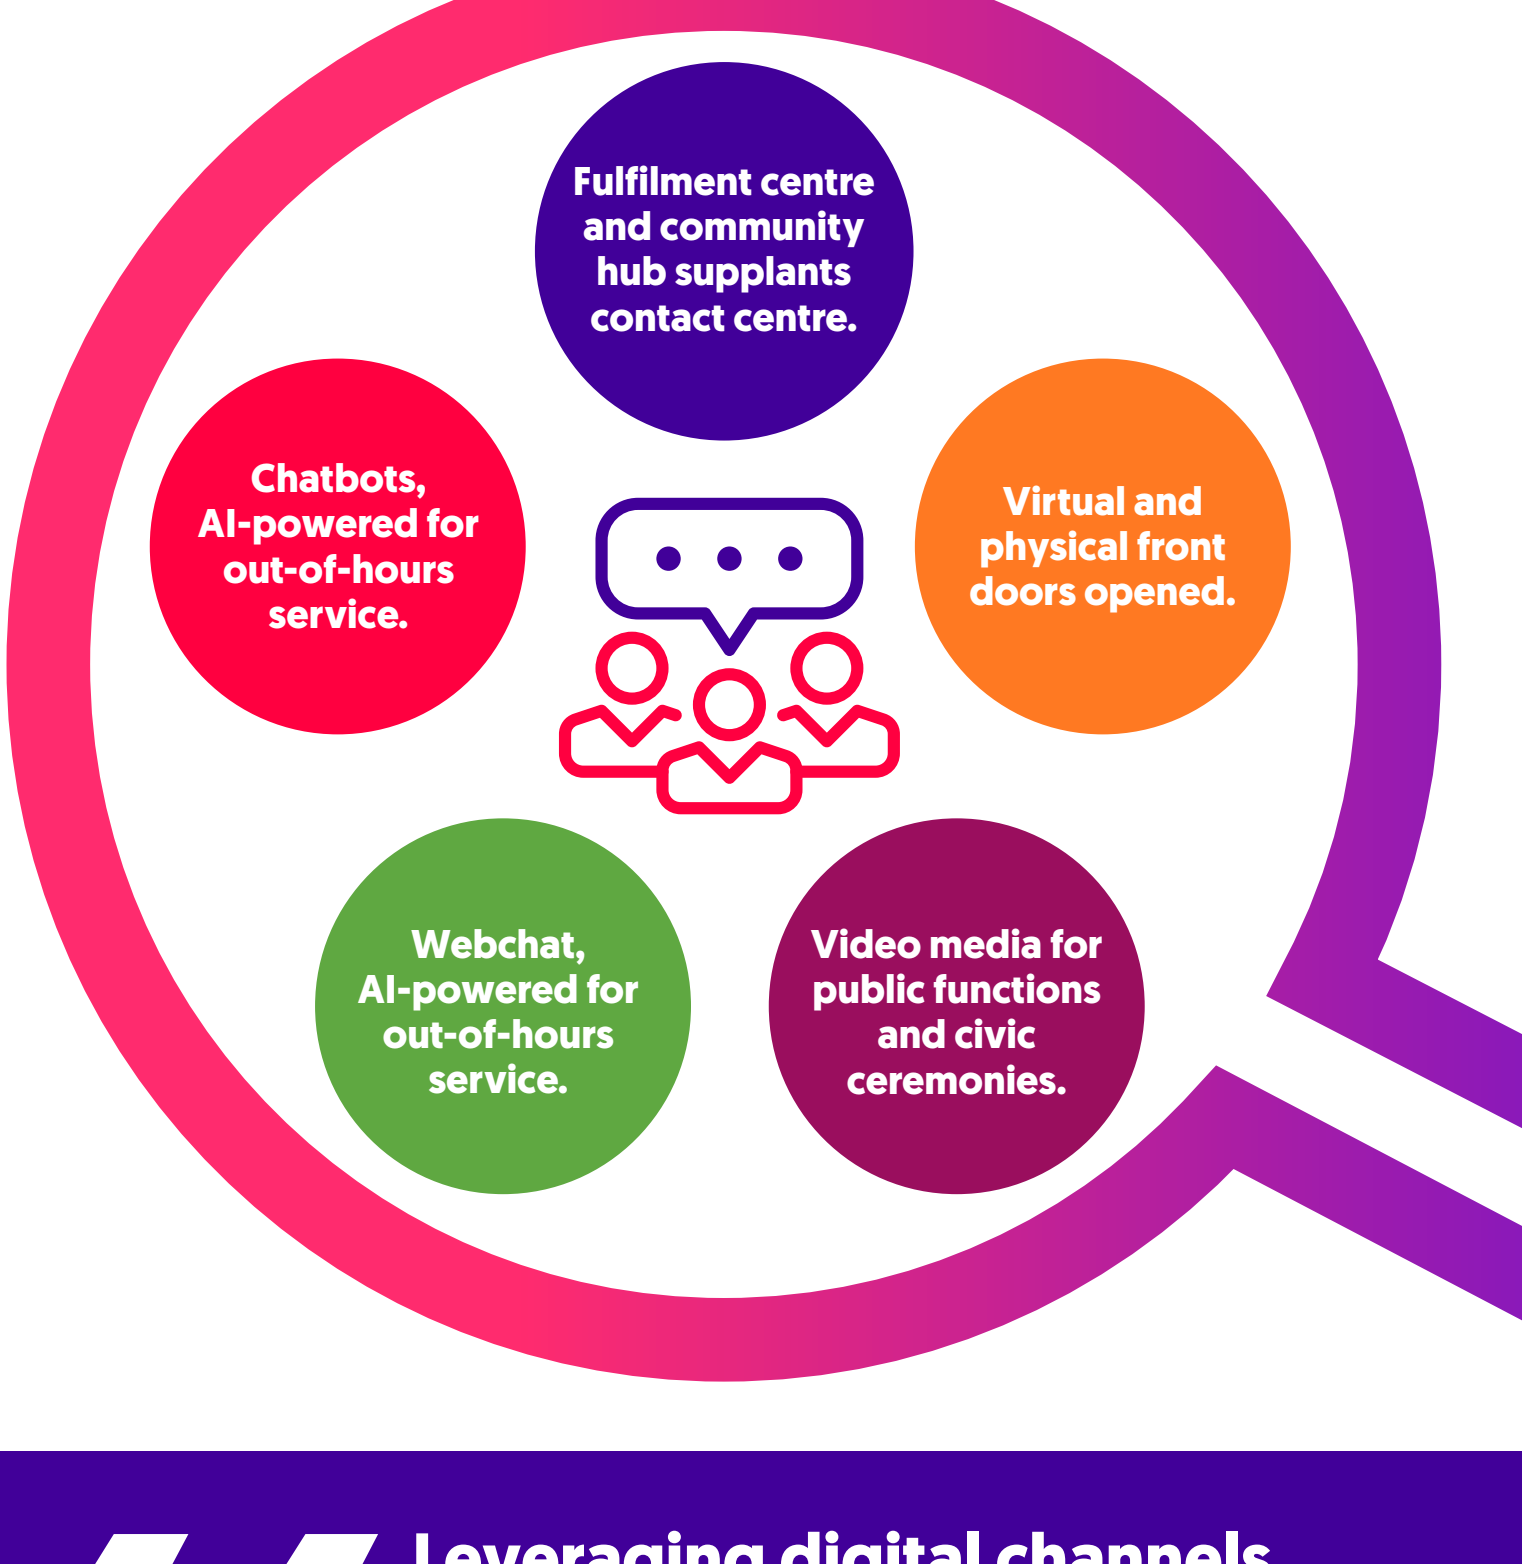 Fulfilment centre
and community
hub supplants
contact centre.
Chatbots,
AI-powered for
out-of-hours
service.
Virtual and
physical front
doors opened.
Webchat,
AI-powered for
out-of-hours
service.
Video media for
public functions
and civic
ceremonies.
Leveraging digital channels